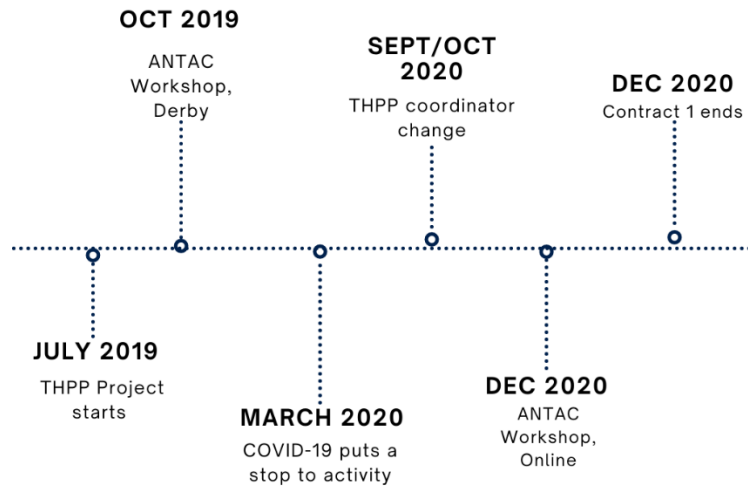 OCT 2019
ANTAC
Workshop,
Derby
SEPT/OCT
2020
THPP coordinator
change
DEC 2020
Contract 1 ends
JULY 2019
THPP Project
starts
MARCH 2020
COVID-19 puts a
stop to activity
DEC 2020
ANTAC
Workshop,
Online